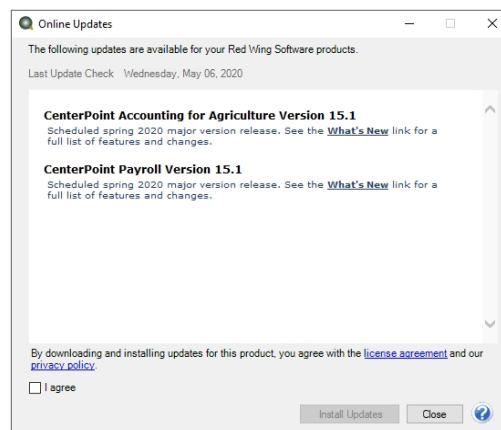 Online Updates
The following updates are available for your Red Wing Software products.
Last Update Check Wednesday, May 06, 2020
CenterPoint Accounting for Agriculture Version 15.1
Scheduled spring 2020 major version release. See the What's New link for a
full list of features and changes.
CenterPoint Payroll Version 15.1
Scheduled spring 2020 major version release. See the What's New link for a
full list of features and changes.
By downloading and installing updates for this product, you agree with the license agreement and our
privacy policy.
I agree
Install Updates Close ?